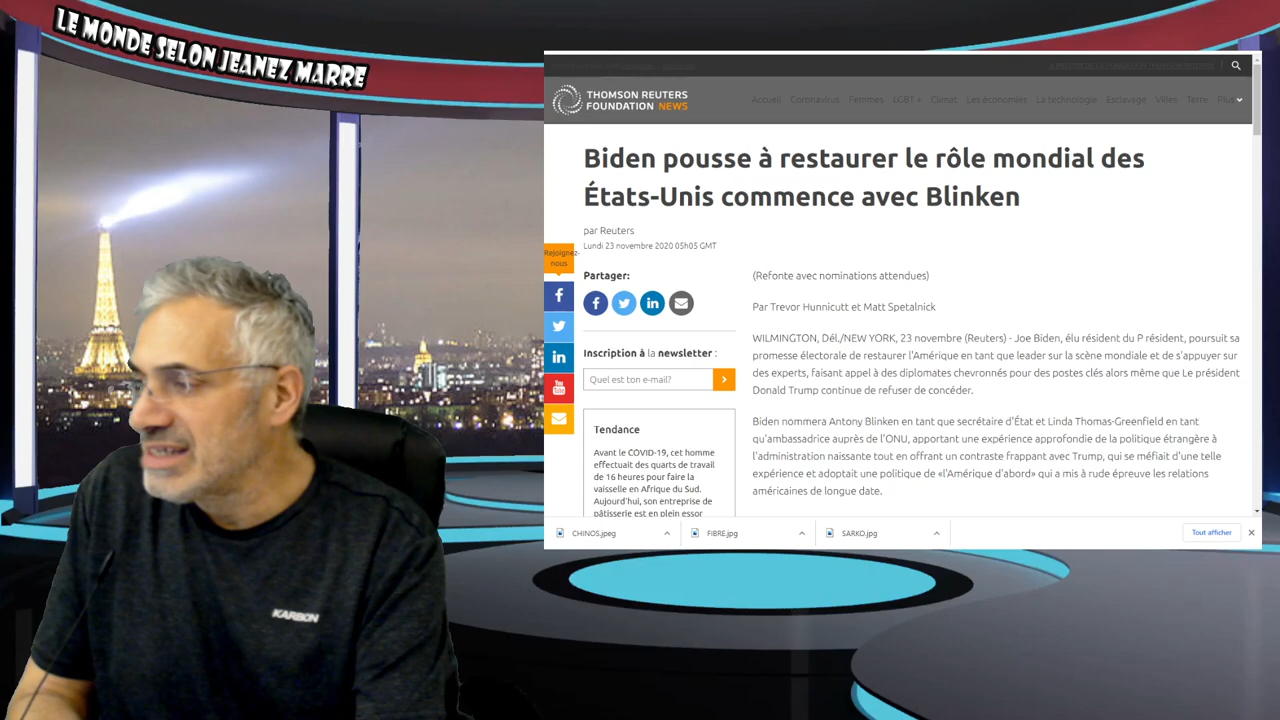 LE MONDE SELON JEANEZ MARRE
THOMSON REUTERS
FOUNDATION NEWS
Accueil Coronavirus Femmes LGBT + Climat Les économies La technologie Esclavage Villes Terre Plus
Biden pousse à restaurer le rôle mondial des
États-Unis commence avec Blinken
par Reuters
Lundi 23 novembre 2020 05h05 GMT
Rejoignez-
nous
Partager:
Inscription à la newsletter :
Quel est ton e-mail?
Tendance
Avant le COVID-19, cet homme
effectuait des quarts de travail
de 16 heures pour faire la
vaisselle en Afrique du Sud.
Aujourd'hui, son entreprise de
pâtisserie est en plein essor
(Refonte avec nominations attendues)
Par Trevor Hunnicutt et Matt Spetalnick
WILMINGTON, Dél./NEW YORK, 23 novembre (Reuters) - Joe Biden, élu résident du P résident, poursuit sa
promesse électorale de restaurer l'Amérique en tant que leader sur la scène mondiale et de s'appuyer sur
des experts, faisant appel à des diplomates chevronnés pour des postes clés alors même que Le président
Donald Trump continue de refuser de concéder.
Biden nommera Antony Blinken en tant que secrétaire d'État et Linda Thomas-Greenfield en tant
qu'ambassadrice auprès de l'ONU, apportant une expérience approfondie de la politique étrangère à
l'administration naissante tout en offrant un contraste frappant avec Trump, qui se méfiait d'une telle
expérience et adoptait une politique de «l'Amérique d'abord» qui a mis à rude épreuve les relations
américaines de longue date.
CHINOS.jpeg
FIBRE.jpg
SARKO.jpg
Tout afficher
KARBON